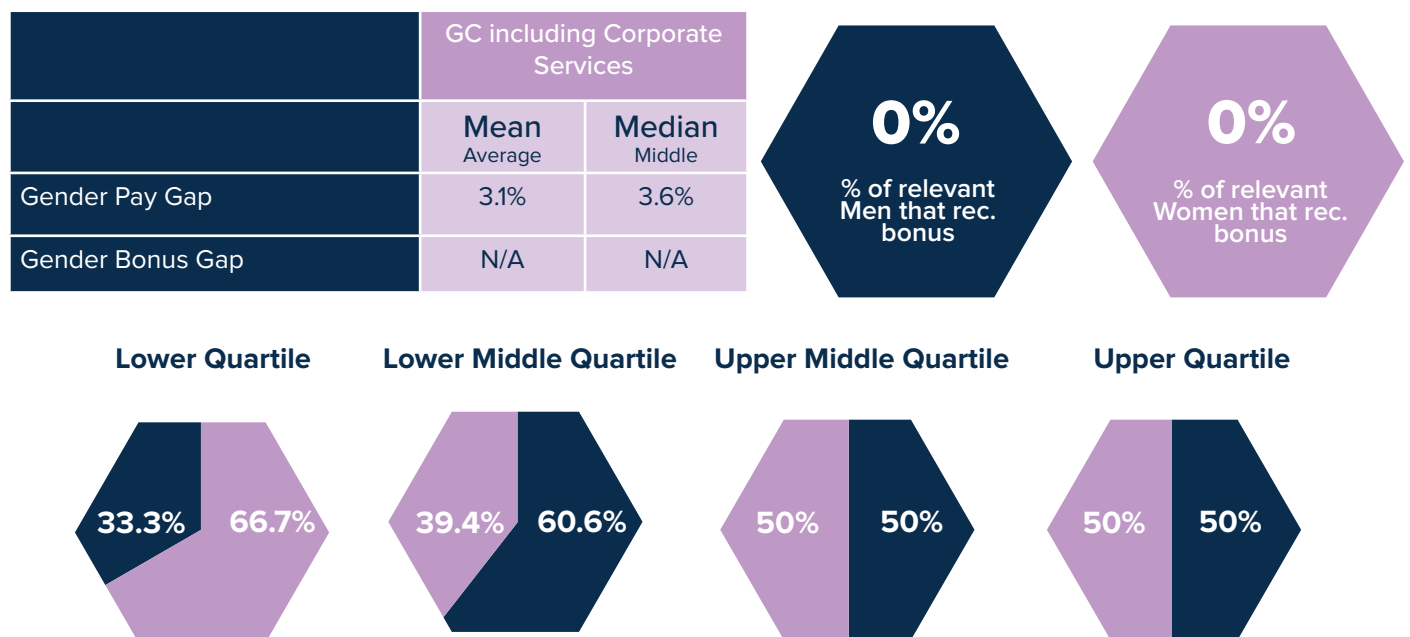 GC including Corporate
Services
Mean
Average
Median
Middle
Gender Pay Gap
3.1%
3.6%
Gender Bonus Gap
N/A
N/A
0%
% of relevant
Men that rec.
bonus
0%
% of relevant
Women that rec.
bonus
Lower Quartile
Lower Middle Quartile
Upper Middle Quartile
Upper Quartile
33.3%
66.7%
39.4%
60.6%
50%
50%
50%
50%